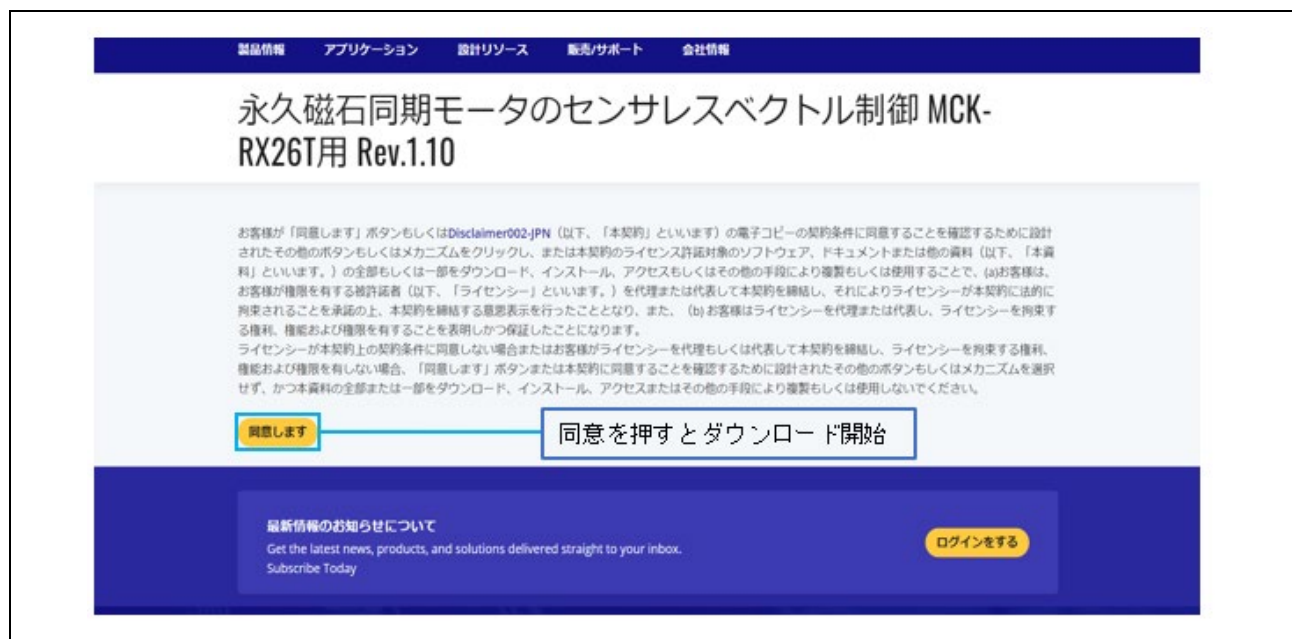 製品情報 アプリケーション 設計リソース 販売/サポート 会社情報
永久磁石同期モータのセンサレスベクトル制御 MCK-
RX26T用 Rev.1.10
お客様が「同意します」ボタンもしくはDisclaimer002-JPN（以下、「本契約」といいます）の電子コピーの契約条件に同意することを確認するために設計
されたその他のボタンもしくはメカニズムをクリックし、または本契約のライセンス許諾対象のソフトウェア、ドキュメントまたは他の資料（以下、「本資
料」といいます。）の全部もしくは一部をダウンロード、インストール、アクセスもしくはその他の手段により複製もしくは使用することで、(a)お客様は、
お客様が権限を有する被許諾者（以下、「ライセンシー」といいます。）を代理または代表して本契約を締結し、それによりライセンシーが本契約に法的に
拘束されることを承諾の上、本契約を締結する意思表示を行ったこととなり、また、（b) お客様はライセンシーを代理または代表し、ライセンシーを拘束す
る権利、権能および権限を有することを表明しかつ保証したことになります。
ライセンシーが本契約上の契約条件に同意しない場合またはお客様がライセンシーを代理もしくは代表して本契約を締結し、ライセンシーを拘束する権利、
権能および権限を有しない場合、「同意します」ボタンまたは本契約に同意することを確認するために設計されたその他のボタンもしくはメカニズムを選択
せず、かつ本資料の全部または一部をダウンロード、インストール、アクセスまたはその他の手段により複製もしくは使用しないでください。
同意します
同意を押すとダウンロード開始
最新情報のお知らせについて
Get the latest news, products, and solutions delivered straight to your inbox.
Subscribe Today
ログインをする